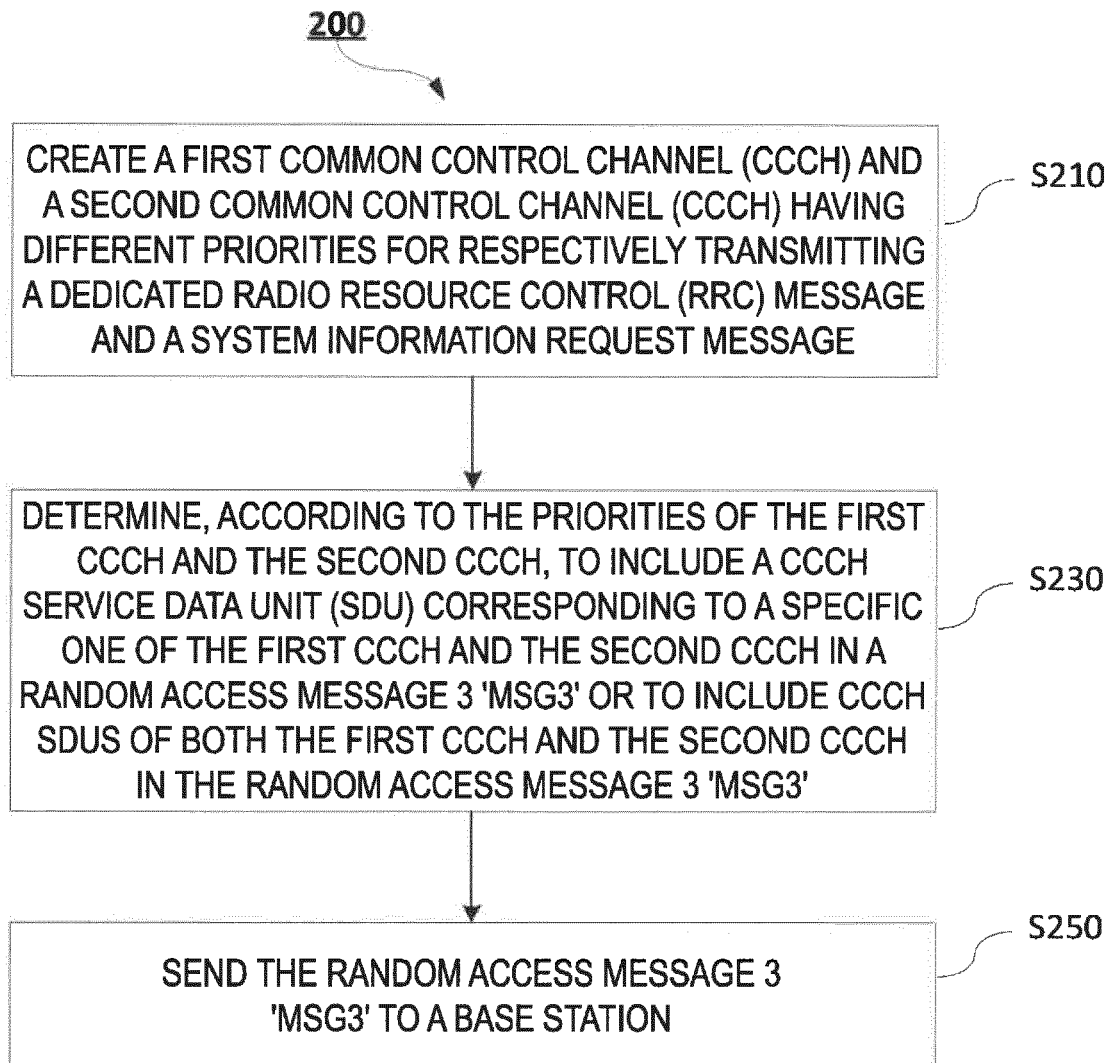 200
CREATE A FIRST COMMON CONTROL CHANNEL (CCCH) AND
A SECOND COMMON CONTROL CHANNEL (CCCH) HAVING
DIFFERENT PRIORITIES FOR RESPECTIVELY TRANSMITTING
A DEDICATED RADIO RESOURCE CONTROL (RRC) MESSAGE
AND A SYSTEM INFORMATION REQUEST MESSAGE
S210
DETERMINE, ACCORDING TO THE PRIORITIES OF THE FIRST
CCCH AND THE SECOND CCCH, TO INCLUDE A CCCH
SERVICE DATA UNIT (SDU) CORRESPONDING TO A SPECIFIC
ONE OF THE FIRST CCCH AND THE SECOND CCCH IN A
RANDOM ACCESS MESSAGE 3 'MSG3' OR TO INCLUDE CCCH
SDUS OF BOTH THE FIRST CCCH AND THE SECOND CCCH
IN THE RANDOM ACCESS MESSAGE 3 'MSG3'
S230
SEND THE RANDOM ACCESS MESSAGE 3
'MSG3' TO A BASE STATION
S250